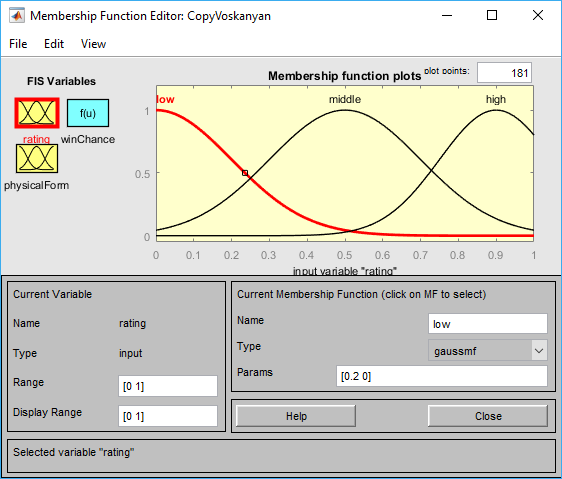 Membership Function Editor: CopyVoskanyan
File Edit View
FIS Variables
Membership function plots
plot points:
181
f(u)
rating
winChance
physicalForm
low
middle
high
1
0.5
0
0 0.1 0.2 0.3 0.4 0.5 0.6 0.7 0.8 0.9 1
input variable "rating"
Current Variable
Name rating
Type input
Range [0 1]
Display Range [0 1]
Current Membership Function (click on MF to select)
Name low
Type gaussmf
Params [0.2 0]
Help Close
Selected variable "rating"